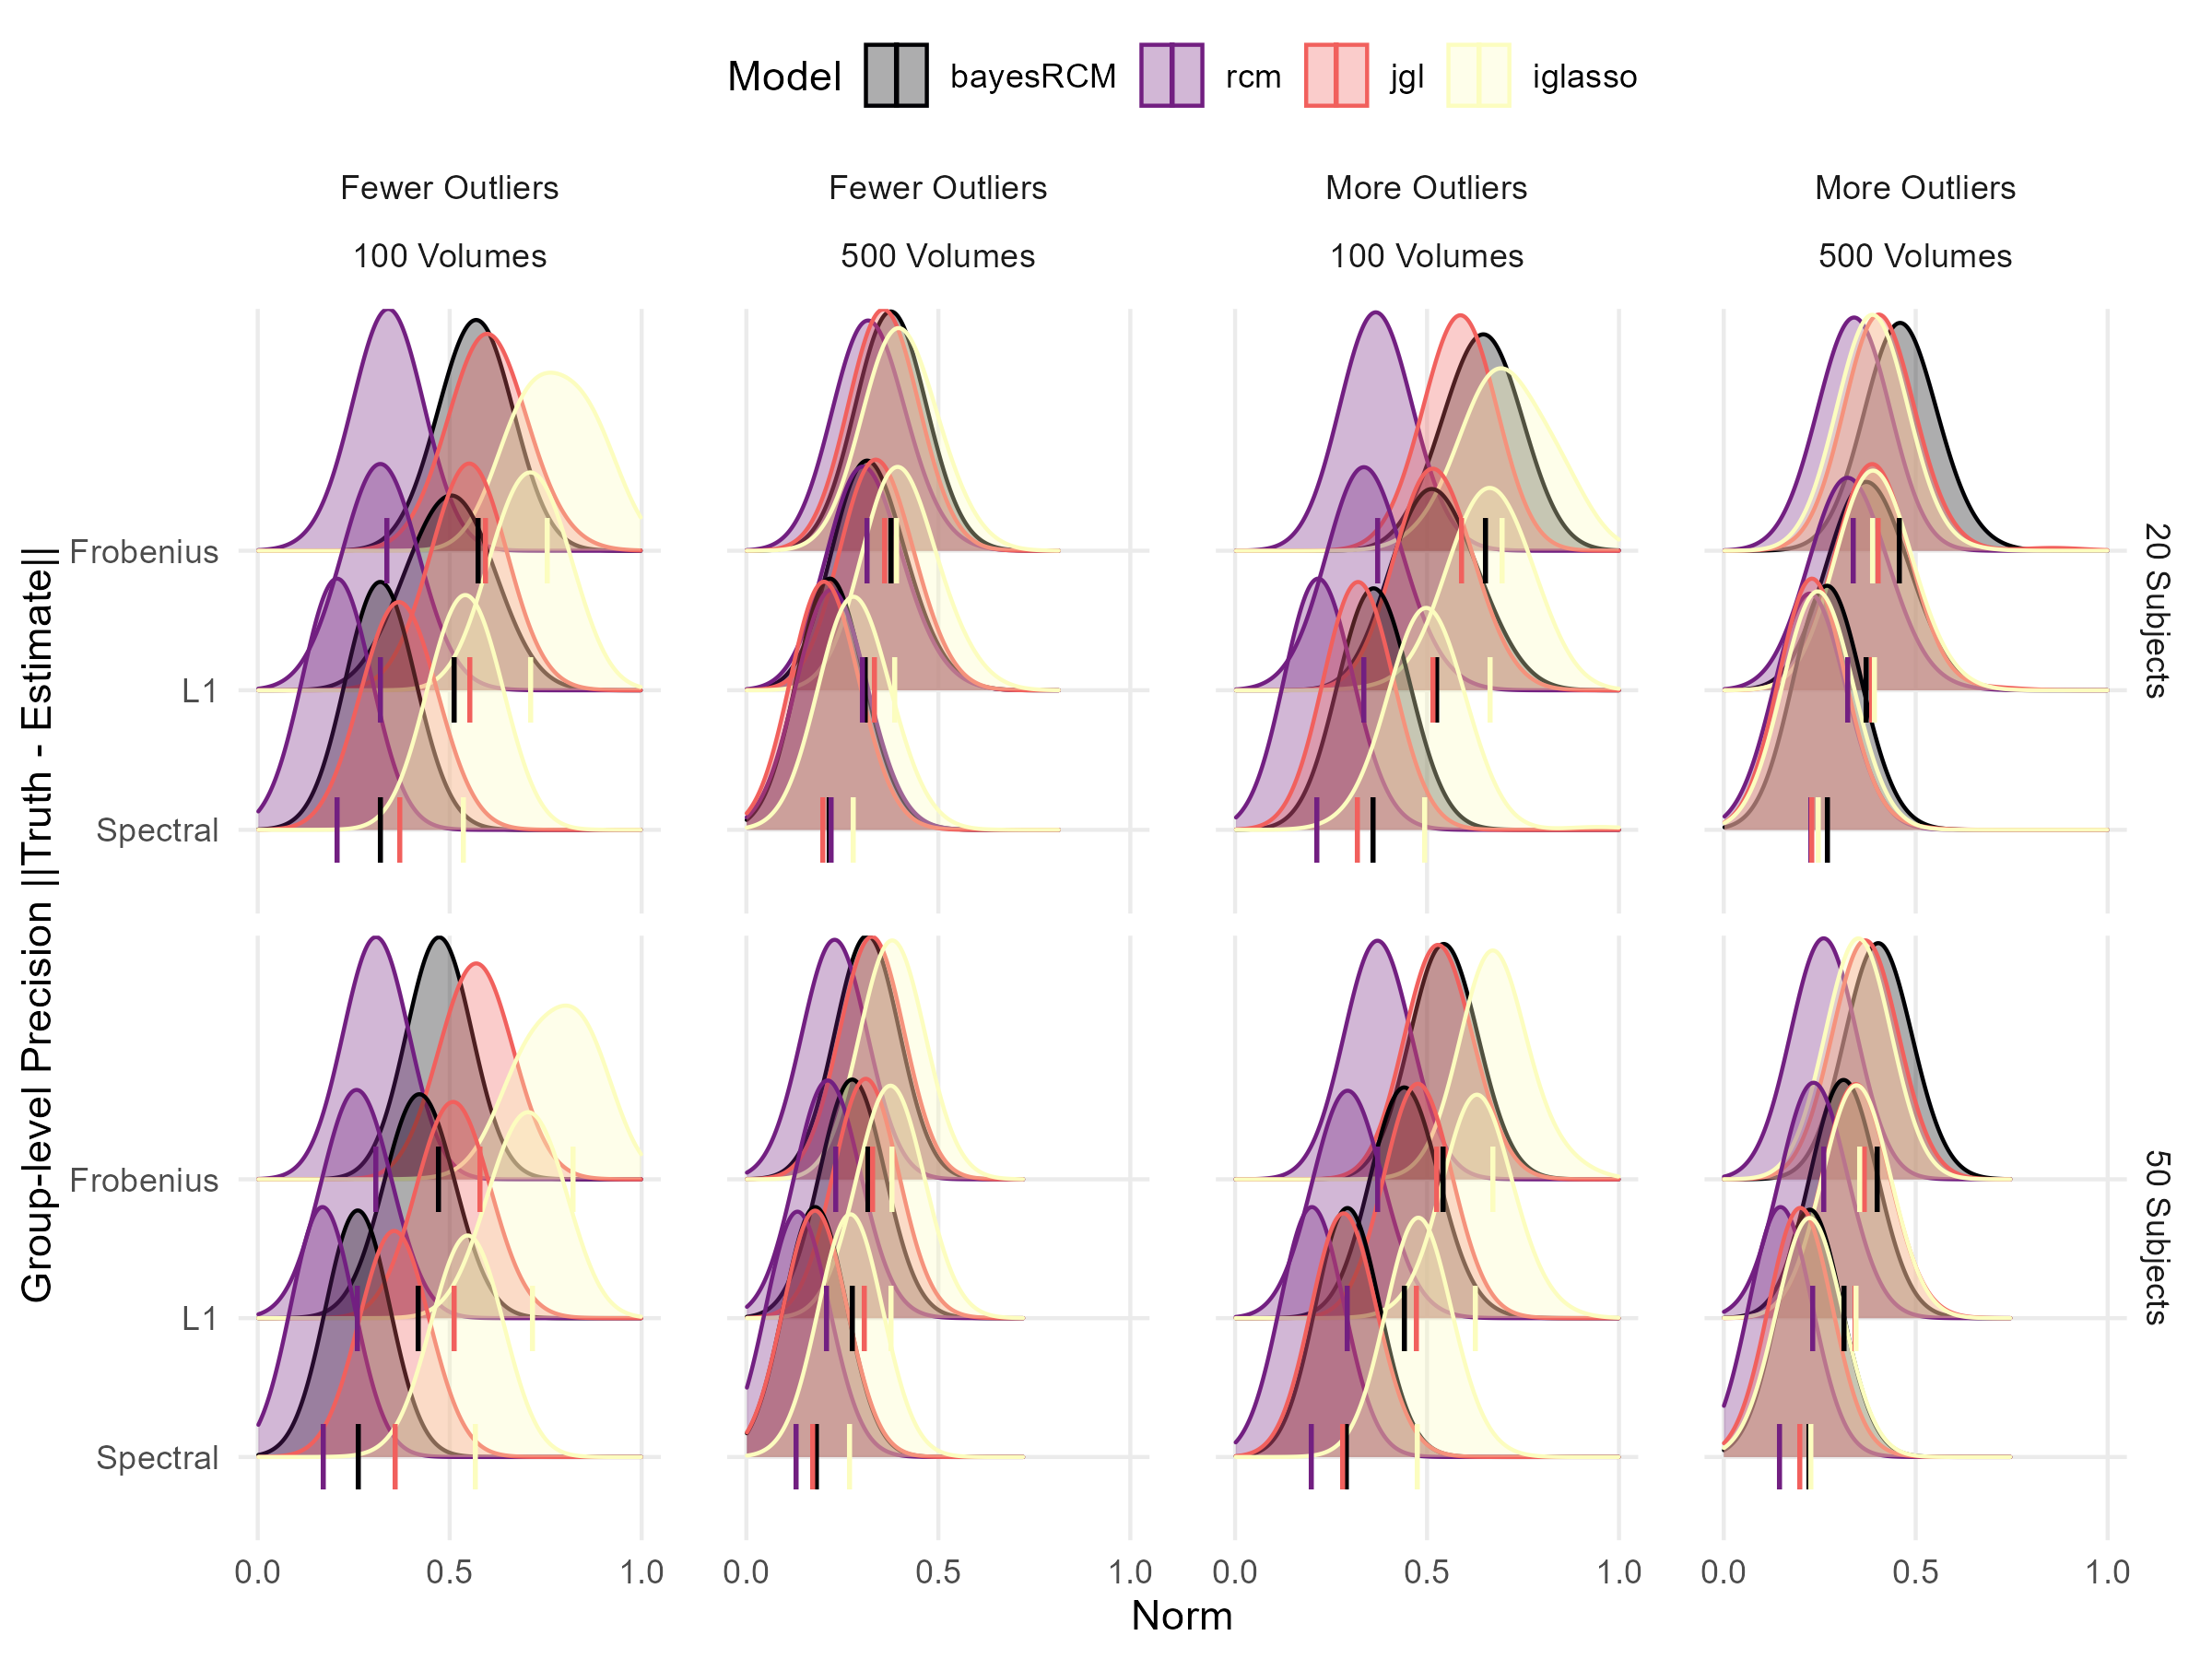 Model bayesRCM rcm jgl iglasso
Fewer Outliers Fewer Outliers More Outliers More Outliers
100 Volumes 500 Volumes 100 Volumes 500 Volumes
Group-level Precision ||Truth - Estimate||
Frobenius
L1
Spectral
20 Subjects
Frobenius
L1
Spectral
50 Subjects
0.0 0.5 1.0 0.0 0.5 1.0 0.0 0.5 1.0 0.0 0.5 1.0
Norm